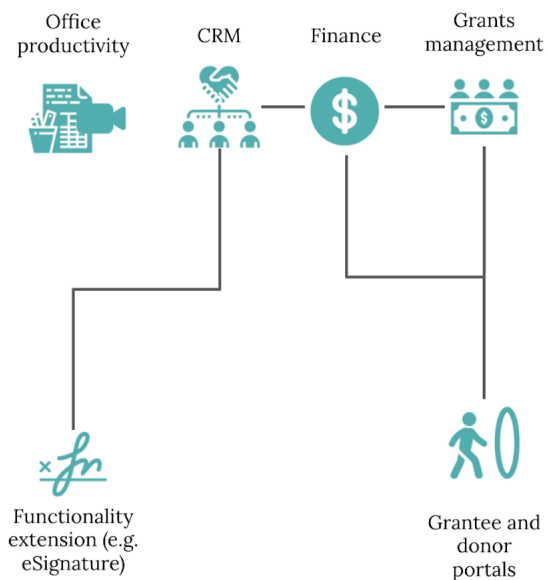 Office
productivity
CRM
Finance
Grants
management
$
$
×
Functionality
extension (e.g.
eSignature)
Grantee and
donor
portals